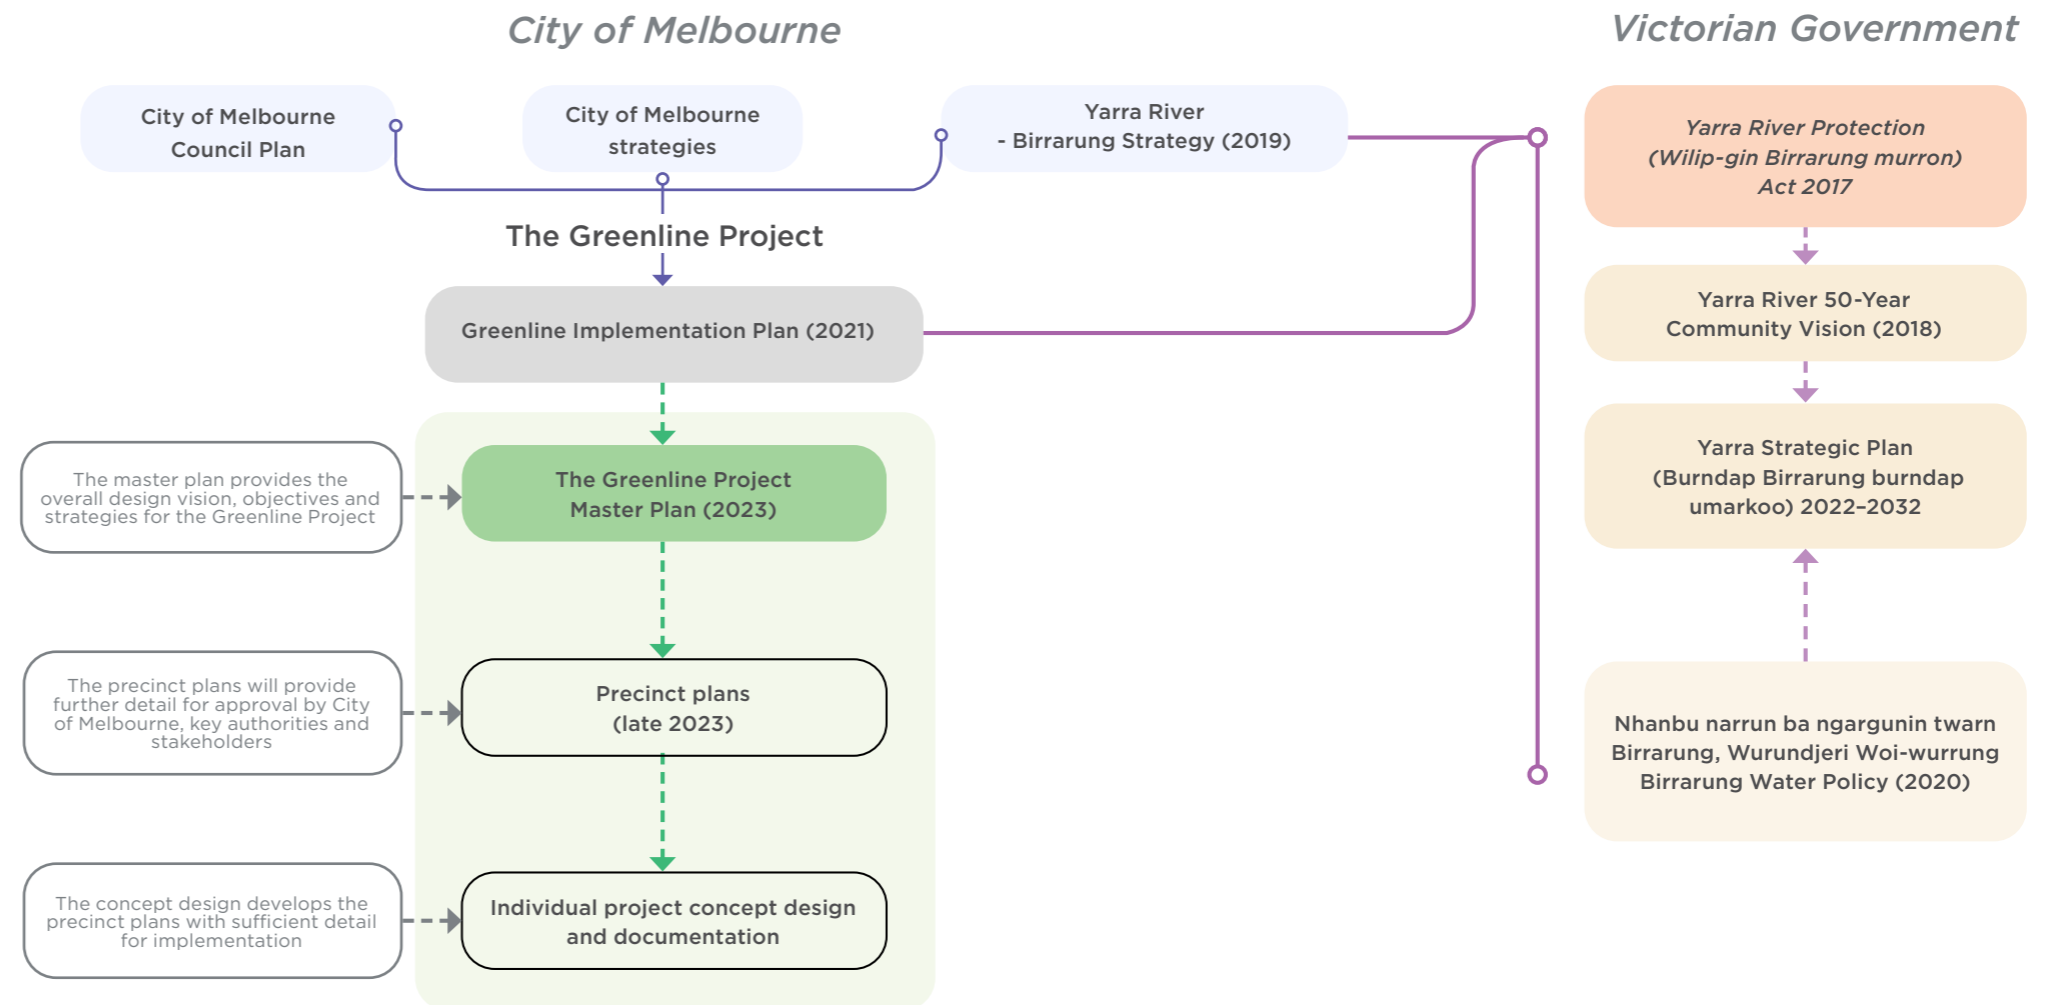 City of Melbourne
Victorian Government
City of Melbourne
Council Plan
City of Melbourne
strategies
Yarra River
- Birrarung Strategy (2019)
The Greenline Project
Greenline Implementation Plan (2021)
The master plan provides the
overall design vision, objectives and
strategies for the Greenline Project
The Greenline Project
Master Plan (2023)
The precinct plans will provide
further detail for approval by City
of Melbourne, key authorities and
stakeholders
Precinct plans
(late 2023)
The concept design develops the
precinct plans with sufficient detail
for implementation
Individual project concept design
and documentation
Yarra River Protection
(Wilip-gin Birrarung murron)
Act 2017
Yarra River 50-Year
Community Vision (2018)
Yarra Strategic Plan
(Burndap Birrarung burndap
umarkoo) 2022–2032
Nhanbu narrun ba ngargunin twarn
Birrarung, Wurundjeri Woi-wurrung
Birrarung Water Policy (2020)